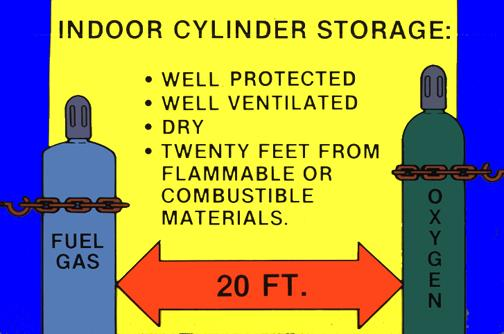 INDOOR CYLINDER STORAGE:
• WELL PROTECTED
• WELL VENTILATED
• DRY
• TWENTY FEET FROM
FLAMMABLE OR
COMBUSTIBLE
MATERIALS.
FUEL
GAS
20 FT.
OXYGEN